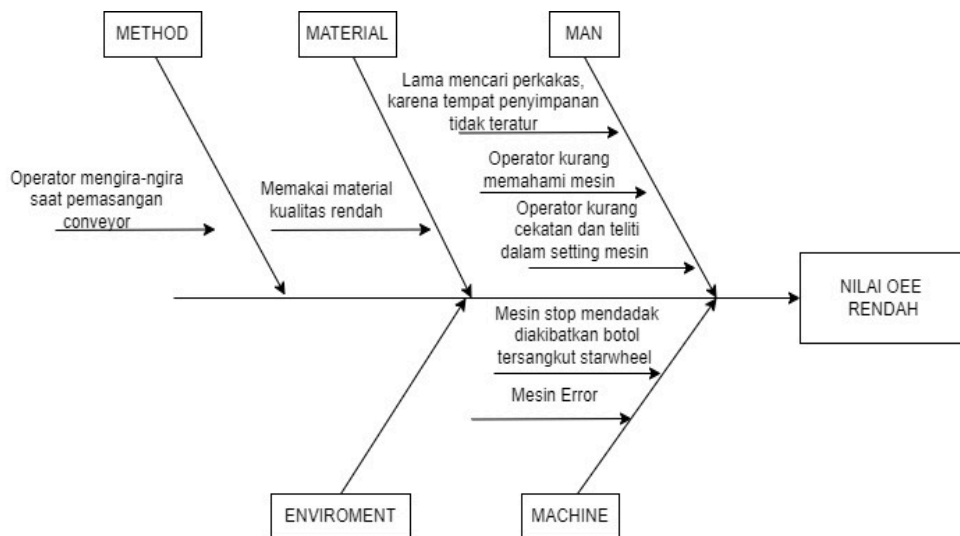 METHOD
MATERIAL
MAN
Lama mencari perkakas,
karena tempat penyimpanan
tidak teratur
Operator mengira-ngira
saat pemasangan
conveyor
Memakai material
kualitas rendah
Operator kurang
memahami mesin
Operator kurang
cekatan dan teliti
dalam setting mesin
NILAI OEE
RENDAH
Mesin stop mendadak
diakibatkan botol
tersangkut starwheel
Mesin Error
ENVIROMENT
MACHINE